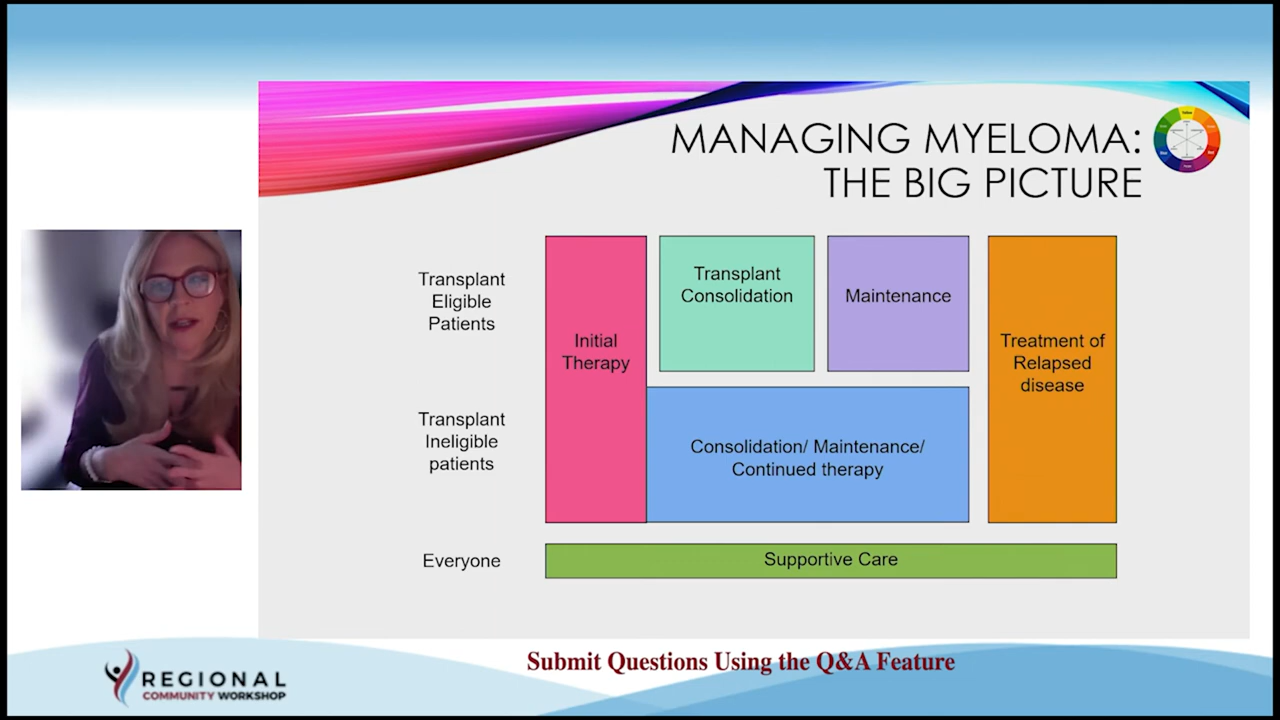 MANAGING MYELOMA:
THE BIG PICTURE
Transplant
Eligible
Patients
Initial
Therapy
Transplant
Consolidation
Maintenance
Treatment of
Relapsed
disease
Transplant
Ineligible
patients
Consolidation/ Maintenance/
Continued therapy
Everyone
Supportive Care
Submit Questions Using the Q&A Feature
REGIONAL
COMMUNITY WORKSHOP